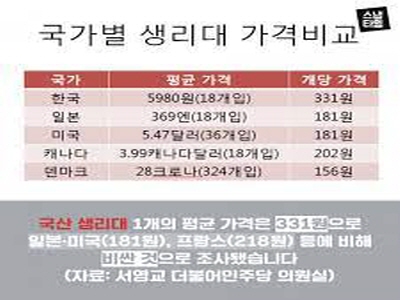 국가별 생리대 가격비교
스냅
타임
국가 평균 가격 개당 가격
한국 5980원(18개입) 331원
일본 369엔(18개입) 181원
미국 5.47달러(36개입) 181원
캐나다 3.99캐나다달러(18개입) 202원
덴마크 28크로나(324개입) 156원
국산 생리대 1개의 평균 가격은 331원으로
일본·미국(181원), 프랑스(218원) 등에 비해
비싼 것으로 조사됐습니다
(자료: 서영교 더불어민주당 의원실)